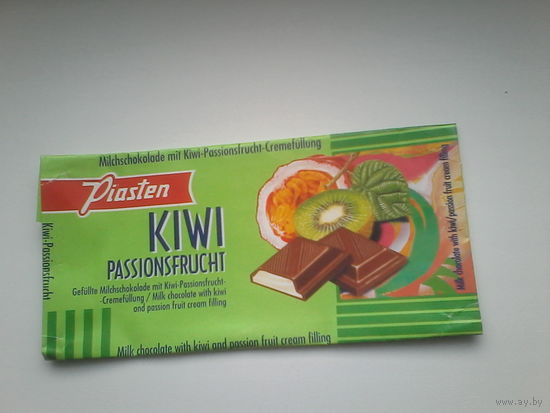 Milchschokolade mit Kiwi-Passionsfrucht-Cremefüllung
Piasten
KIWI
PASSIONSFRUCHT
Gefüllte Milchschokolade mit Kiwi-Passionsfrucht-
-Cremefüllung / Milk chocolate with kiwi
and passion fruit cream filling
Milk chocolate with kiwi and passion fruit cream filling
Kiwi-Passionsfrucht
Milk chocolate with kiwi/passion fruit cream filling
© www.ay.by